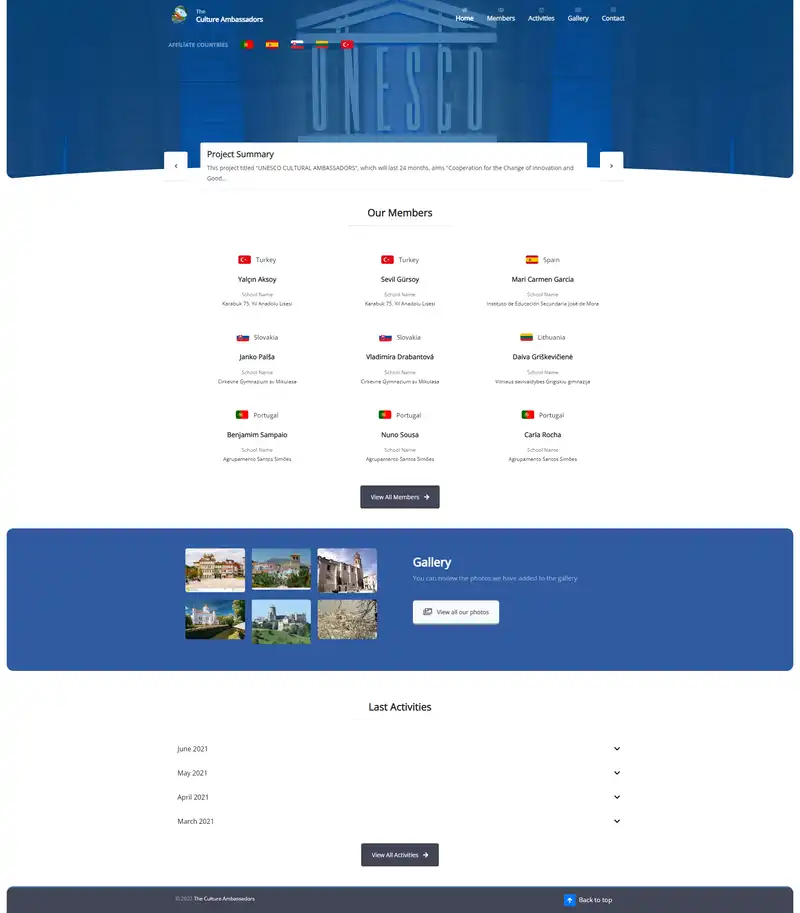 The
Culture Ambassadors
Home Members Activities Gallery Contact
AFFILIATE COUNTRIES
UNESCO
Project Summary
This project titled "UNESCO CULTURAL AMBASSADORS", which will last 24 months, aims "Cooperation for the Change of Innovation and
Good...
Our Members
Turkey Turkey Spain
Yalçın Aksoy Sevil Gürsoy Mari Carmen García
School Name School Name School Name
Karabuk 75. Yil Anadolu Lisesi Karabuk 75. Yil Anadolu Lisesi Instituto de Educación Secundaria José de Mora
Slovakia Slovakia Lithuania
Janko Palša Vladimíra Drabantová Daiva Griškevičienė
School Name School Name School Name
Cirkevne Gymnazium sv Mikulasa Cirkevne Gymnazium sv Mikulasa Vilniaus savivaldybes Grigiskiu gimnazija
Portugal Portugal Portugal
Benjamim Sampaio Nuno Sousa Carla Rocha
School Name School Name School Name
Agrupamento Santos Simões Agrupamento Santos Simões Agrupamento Santos Simões
View All Members
Gallery
You can review the photos we have added to the gallery
View all our photos
Last Activities
June 2021
May 2021
April 2021
March 2021
View All Activities
The Culture Ambassadors
Back to top